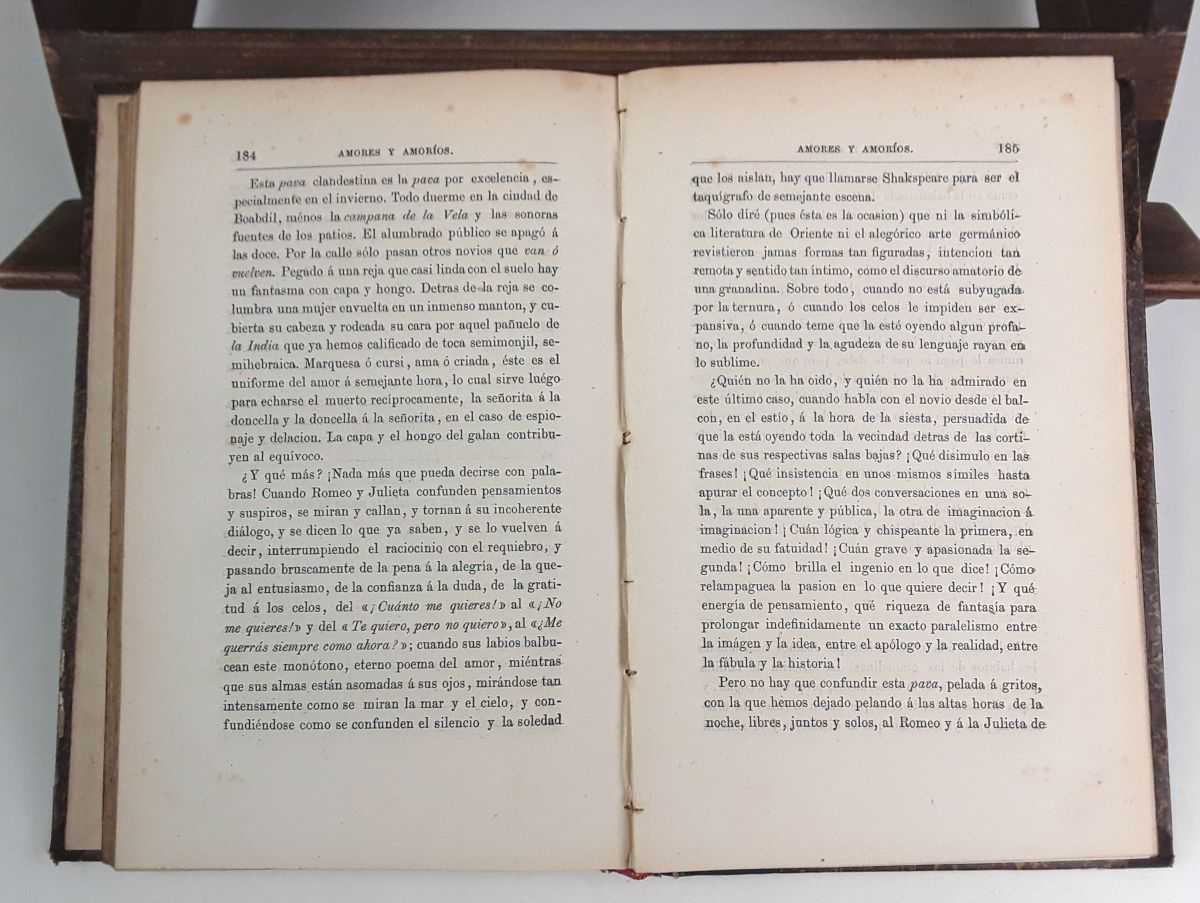 184
AMORES Y AMORÍOS.
Esta pava clandestina es la pava por excelencia, es-
pecialmente en el invierno. Todo duerme en la ciudad de
Boabdil, ménos la campana de la Vela y las sonoras
fuentes de los patios. El alumbrado público se apagó á
las doce. Por la calle sólo pasan otros novios que van ó
vuelven. Pegado á una reja que casi linda con el suelo hay
un fantasma con capa y hongo. Detras de la reja se co-
lumbra una mujer envuelta en un inmenso manton, y cu-
bierta su cabeza y rodeada su cara por aquel pañuelo de
la India que ya hemos calificado de toca semimonjil, se-
mihebraica. Marquesa ó cursi, ama ó criada, éste es el
uniforme del amor á semejante hora, lo cual sirve luégo
para echarse el muerto recíprocamente, la señorita á la
doncella y la doncella á la señorita, en el caso de espio-
naje y delacion. La capa y el hongo del galan contribu-
yen al equívoco.
¿Y qué más? ¡Nada más que pueda decirse con pala-
bras! Cuando Romeo y Julieta confunden pensamientos
y suspiros, se miran y callan, y tornan á su incoherente
diálogo, y se dicen lo que ya saben, y se lo vuelven á
decir, interrumpiendo el raciocinio con el requiebro, y
pasando bruscamente de la pena á la alegría, de la que-
ja al entusiasmo, de la confianza á la duda, de la grati-
tud á los celos, del «¡Cuánto me quieres!» al «¡No
me quieres!» y del «Te quiero, pero no quiero», al «¿Me
querrás siempre como ahora?»; cuando sus labios balbu-
cean este monótono, eterno poema del amor, miéntras
que sus almas están asomadas á sus ojos, mirándose tan
intensamente como se miran la mar y el cielo, y con-
fundiéndose como se confunden el silencio y la soledad
AMORES Y AMORÍOS.
185
que los aislan, hay que llamarse Shakspeare para ser el
taquígrafo de semejante escena.
Sólo diré (pues ésta es la ocasion) que ni la simbóli-
ca literatura de Oriente ni el alegórico arte germánico
revistieron jamas formas tan figuradas, intencion tan
remota y sentido tan íntimo, como el discurso amatorio de
una granadina. Sobre todo, cuando no está subyugada
por la ternura, ó cuando los celos le impiden ser ex-
pansiva, ó cuando teme que la esté oyendo algun profa-
no, la profundidad y la agudeza de su lenguaje rayan en
lo sublime.
¿Quién no la ha oido, y quién no la ha admirado en
este último caso, cuando habla con el novio desde el bal-
con, en el estío, á la hora de la siesta, persuadida de
que la está oyendo toda la vecindad detras de las corti-
nas de sus respectivas salas bajas? ¡Qué disimulo en las
frases! ¡Qué insistencia en unos mismos símiles hasta
apurar el concepto! ¡Qué dos conversaciones en una so-
la, la una aparente y pública, la otra de imaginacion á
imaginacion! ¡Cuán lógica y chispeante la primera, en
medio de su fatuidad! ¡Cuán grave y apasionada la se-
gunda! ¡Cómo brilla el ingenio en lo que dice! ¡Cómo
relampaguea la pasion en lo que quiere decir! ¡Y qué
energía de pensamiento, qué riqueza de fantasía para
prolongar indefinidamente un exacto paralelismo entre
la imágen y la idea, entre el apólogo y la realidad, entre
la fábula y la historia!
Pero no hay que confundir esta pava, pelada á gritos,
con la que hemos dejado pelando á las altas horas de la
noche, libres, juntos y solos, al Romeo y á la Julieta de